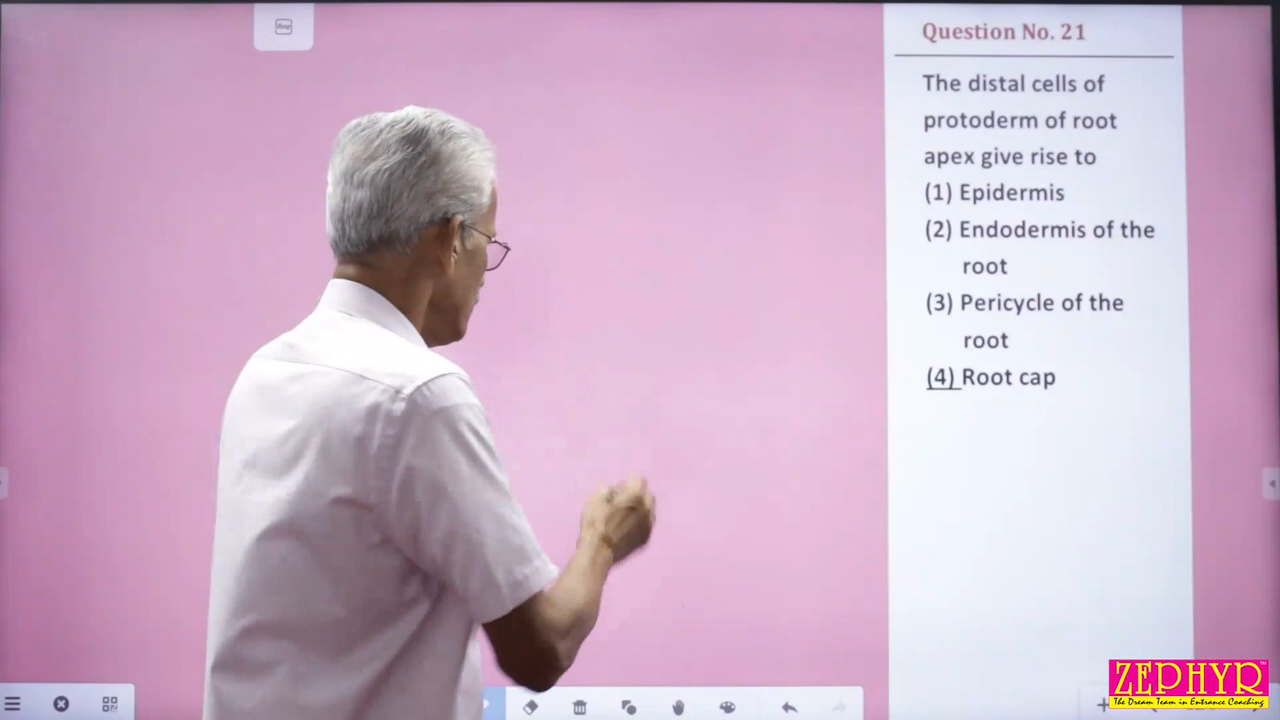 Question No. 21
The distal cells of
protoderm of root
apex give rise to
(1) Epidermis
(2) Endodermis of the
root
(3) Pericycle of the
root
(4) Root cap
ZEPHYR™
The Dream Team in Entrance Coaching